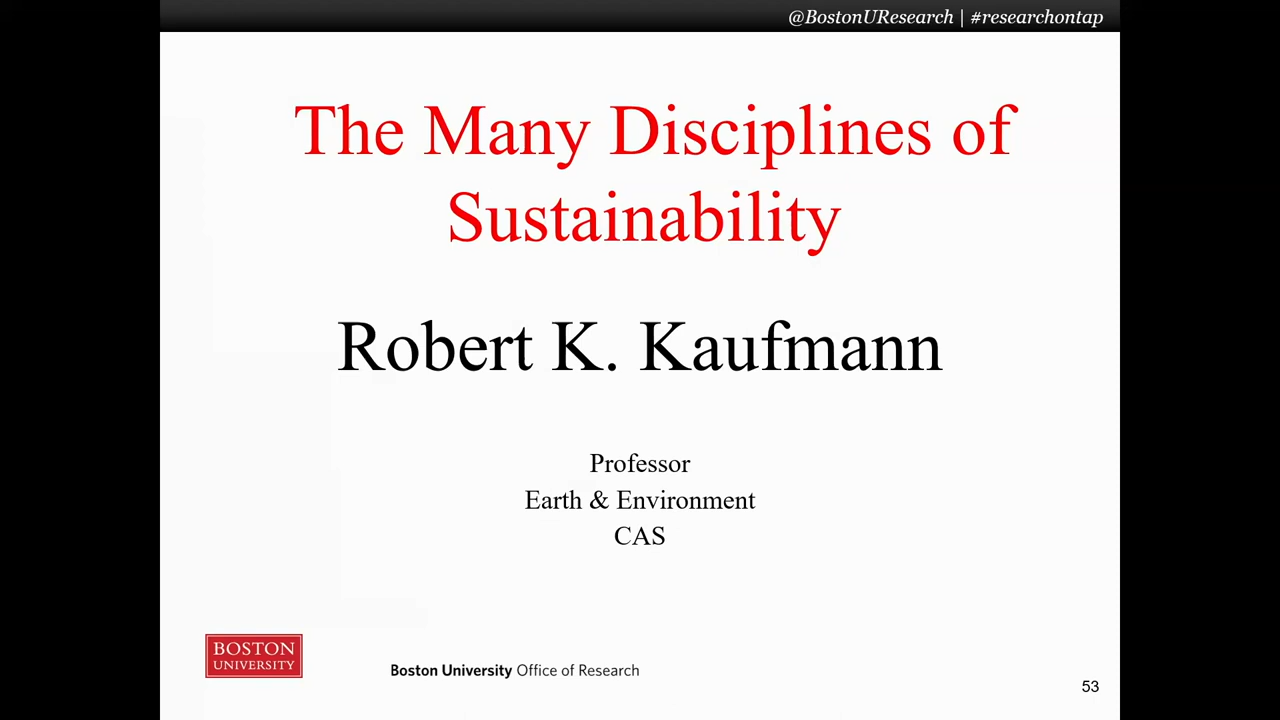 @BostonUResearch | #researchontap
The Many Disciplines of
Sustainability
Robert K. Kaufmann
Professor
Earth & Environment
CAS
BOSTON
UNIVERSITY
Boston University Office of Research
53